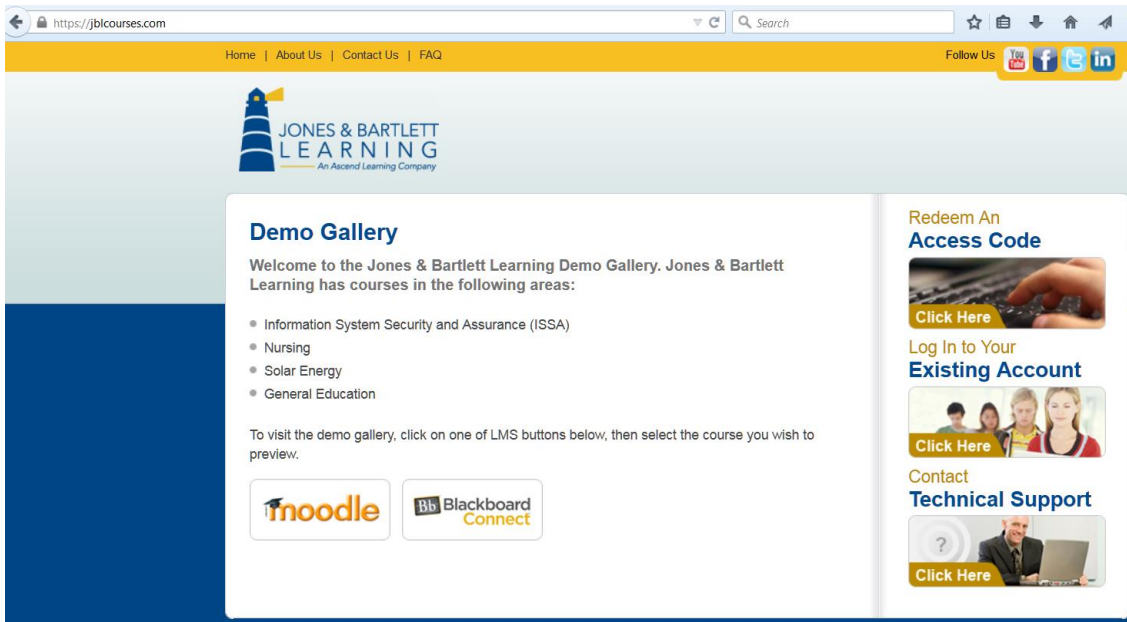 https://jblcourses.com
Search
Home | About Us | Contact Us | FAQ
Follow Us
You
Tube
f
t
in
JONES & BARTLETT
LEARNING
An Ascend Learning Company
Demo Gallery
Welcome to the Jones & Bartlett Learning Demo Gallery. Jones & Bartlett
Learning has courses in the following areas:
Information System Security and Assurance (ISSA)
Nursing
Solar Energy
General Education
To visit the demo gallery, click on one of LMS buttons below, then select the course you wish to
preview.
moodle
Bb Blackboard
Connect
Redeem An
Access Code
Click Here
Log In to Your
Existing Account
Click Here
Contact
Technical Support
?
Click Here